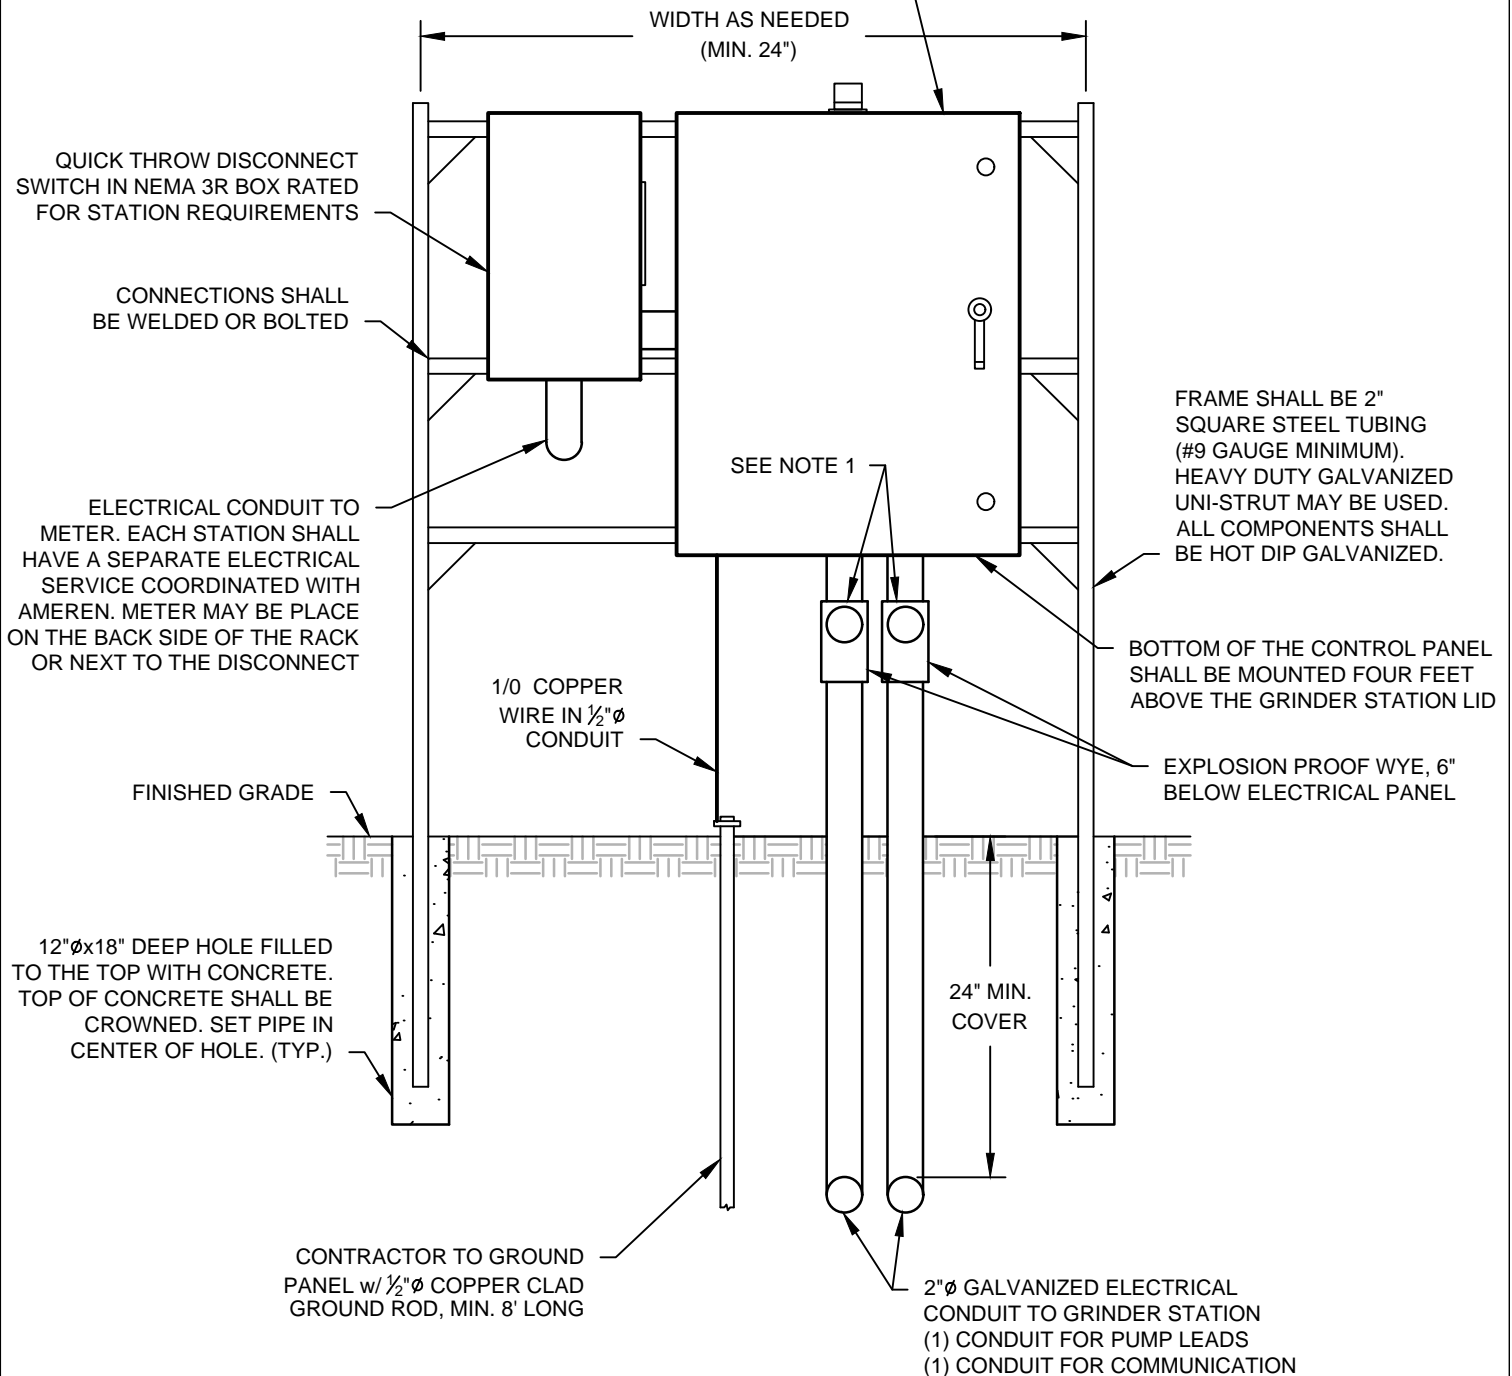 WIDTH AS NEEDED
(MIN. 24")
QUICK THROW DISCONNECT
SWITCH IN NEMA 3R BOX RATED
FOR STATION REQUIREMENTS
CONNECTIONS SHALL
BE WELDED OR BOLTED
ELECTRICAL CONDUIT TO
METER. EACH STATION SHALL
HAVE A SEPARATE ELECTRICAL
SERVICE COORDINATED WITH
AMEREN. METER MAY BE PLACE
ON THE BACK SIDE OF THE RACK
OR NEXT TO THE DISCONNECT
SEE NOTE 1
FRAME SHALL BE 2"
SQUARE STEEL TUBING
(#9 GAUGE MINIMUM).
HEAVY DUTY GALVANIZED
UNI-STRUT MAY BE USED.
ALL COMPONENTS SHALL
BE HOT DIP GALVANIZED.
BOTTOM OF THE CONTROL PANEL
SHALL BE MOUNTED FOUR FEET
ABOVE THE GRINDER STATION LID
1/0 COPPER
WIRE IN ½"ø
CONDUIT
EXPLOSION PROOF WYE, 6"
BELOW ELECTRICAL PANEL
FINISHED GRADE
12"øx18" DEEP HOLE FILLED
TO THE TOP WITH CONCRETE.
TOP OF CONCRETE SHALL BE
CROWNED. SET PIPE IN
CENTER OF HOLE. (TYP.)
24" MIN.
COVER
CONTRACTOR TO GROUND
PANEL w/ ½"ø COPPER CLAD
GROUND ROD, MIN. 8' LONG
2"ø GALVANIZED ELECTRICAL
CONDUIT TO GRINDER STATION
(1) CONDUIT FOR PUMP LEADS
(1) CONDUIT FOR COMMUNICATION